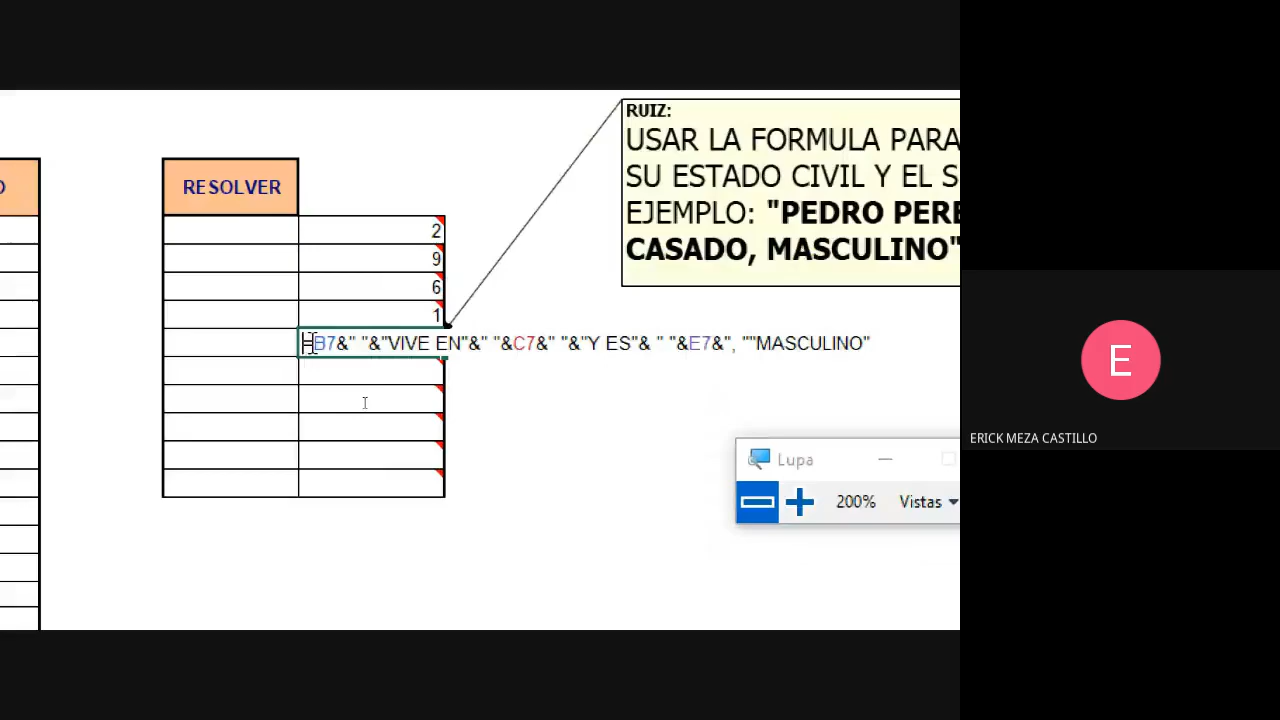 RUIZ:
USAR LA FORMULA PARA
SU ESTADO CIVIL Y EL S
EJEMPLO: "PEDRO PERE
CASADO, MASCULINO"
O
RESOLVER
2
9
6
1
=B7&" "&"VIVE EN"&" "&C7&" "&"Y ES"& " "&E7&", ""MASCULINO"
Lupa
200% Vistas
E
ERICK MEZA CASTILLO